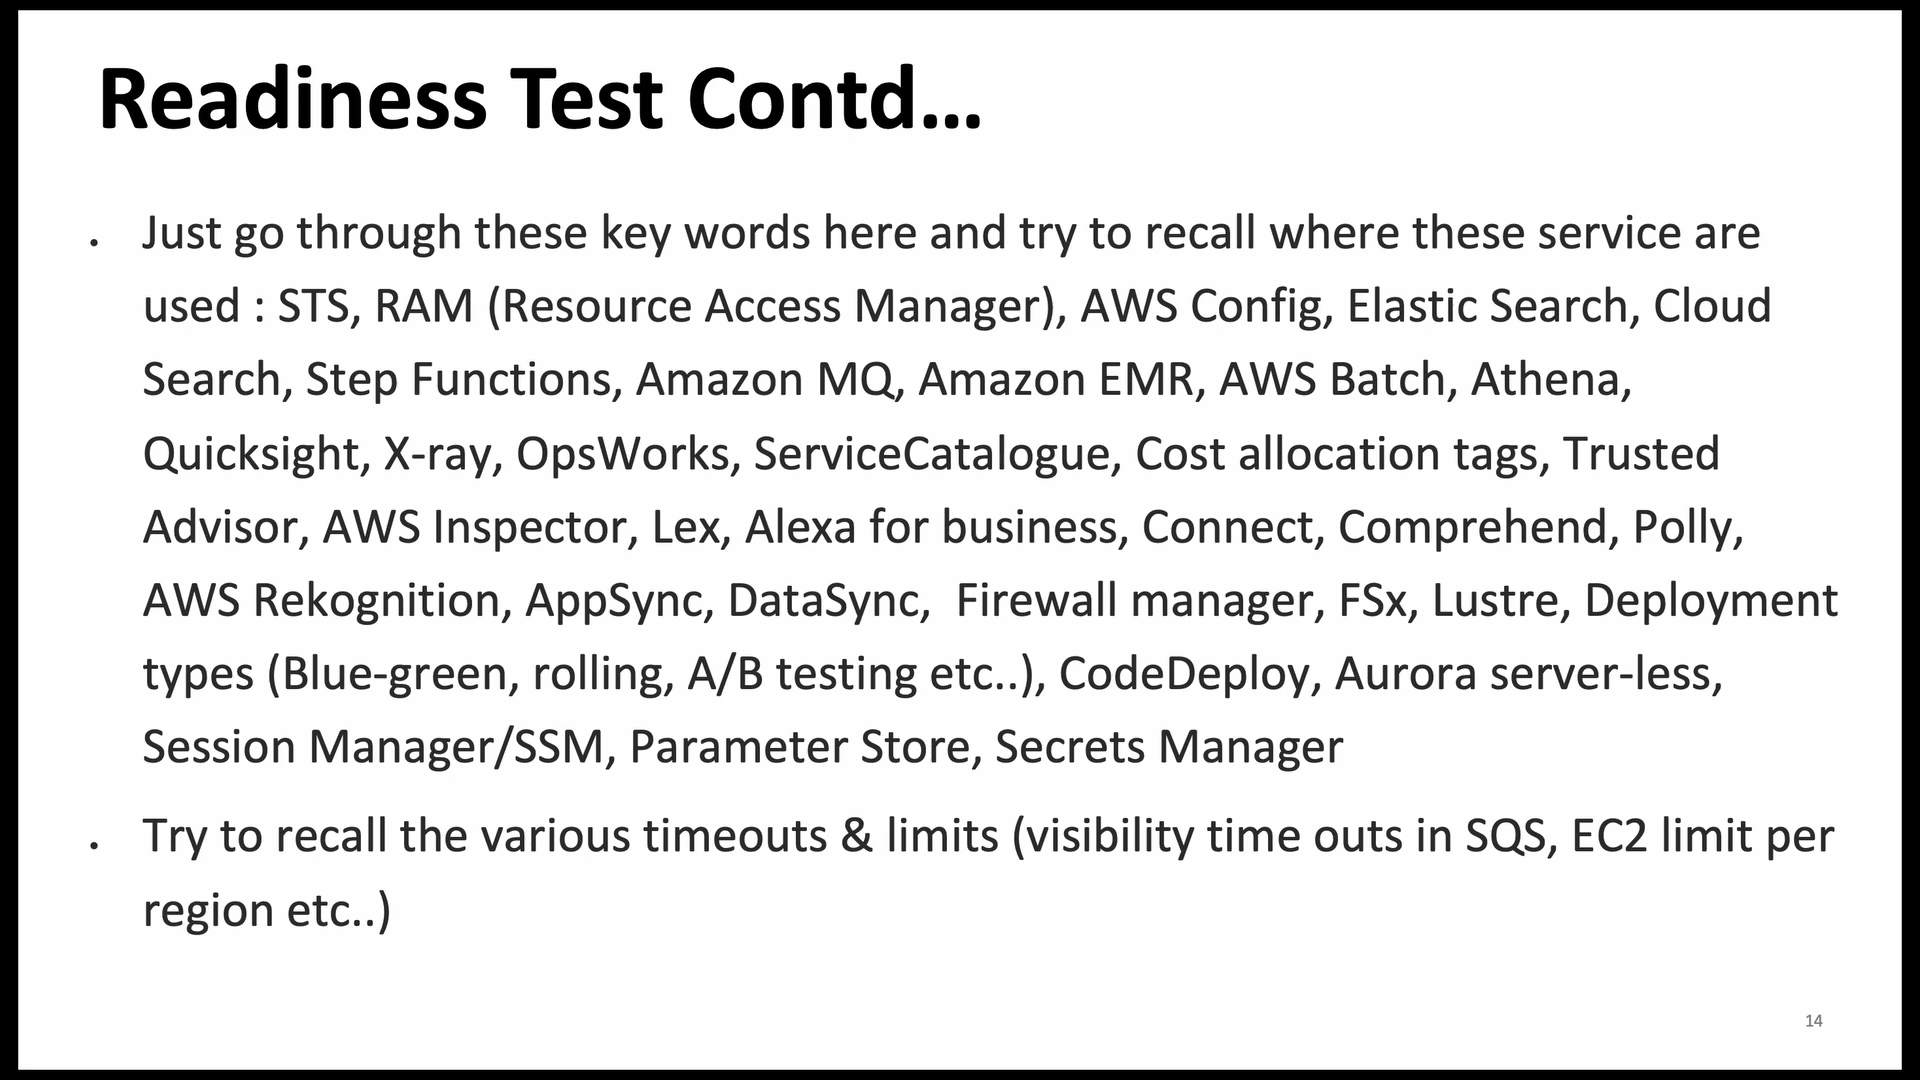 Readiness Test Contd...
• Just go through these key words here and try to recall where these service are
used : STS, RAM (Resource Access Manager), AWS Config, Elastic Search, Cloud
Search, Step Functions, Amazon MQ, Amazon EMR, AWS Batch, Athena,
Quicksight, X-ray, OpsWorks, ServiceCatalogue, Cost allocation tags, Trusted
Advisor, AWS Inspector, Lex, Alexa for business, Connect, Comprehend, Polly,
AWS Rekognition, AppSync, DataSync,  Firewall manager, FSx, Lustre, Deployment
types (Blue-green, rolling, A/B testing etc..), CodeDeploy, Aurora server-less,
Session Manager/SSM, Parameter Store, Secrets Manager
• Try to recall the various timeouts & limits (visibility time outs in SQS, EC2 limit per
region etc..)
14